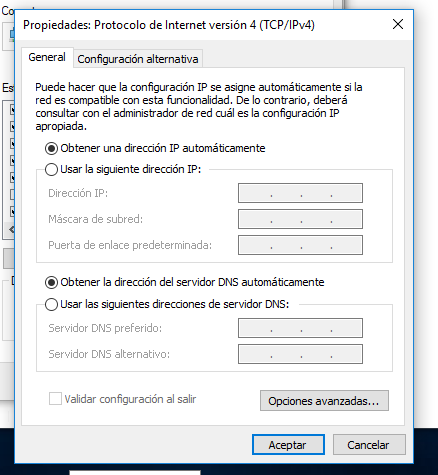 Propiedades: Protocolo de Internet versión 4 (TCP/IPv4)
General
Configuración alternativa
Puede hacer que la configuración IP se asigne automáticamente si la
red es compatible con esta funcionalidad. De lo contrario, deberá
consultar con el administrador de red cuál es la configuración IP
apropiada.
Obtener una dirección IP automáticamente
Usar la siguiente dirección IP:
Dirección IP:
Máscara de subred:
Puerta de enlace predeterminada:
Obtener la dirección del servidor DNS automáticamente
Usar las siguientes direcciones de servidor DNS:
Servidor DNS preferido:
Servidor DNS alternativo:
Validar configuración al salir
Opciones avanzadas...
Aceptar
Cancelar